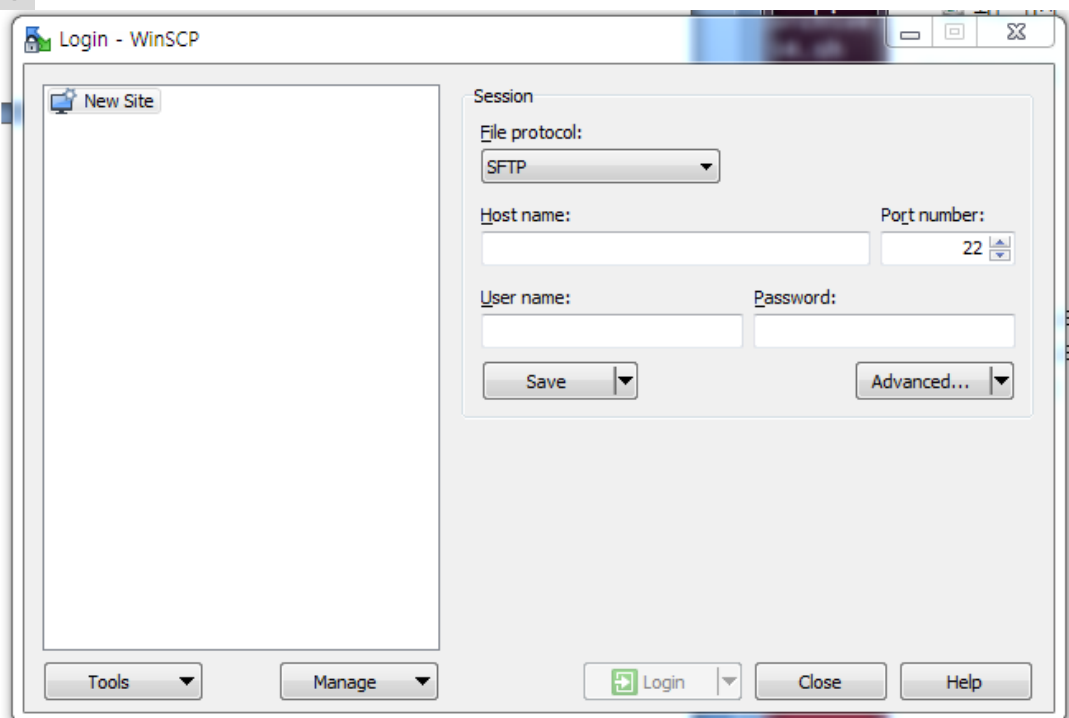 Login - WinSCP
New Site
Session
File protocol:
SFTP
Host name:
Port number:
22
User name:
Password:
Save
Advanced...
Tools
Manage
Login
Close
Help